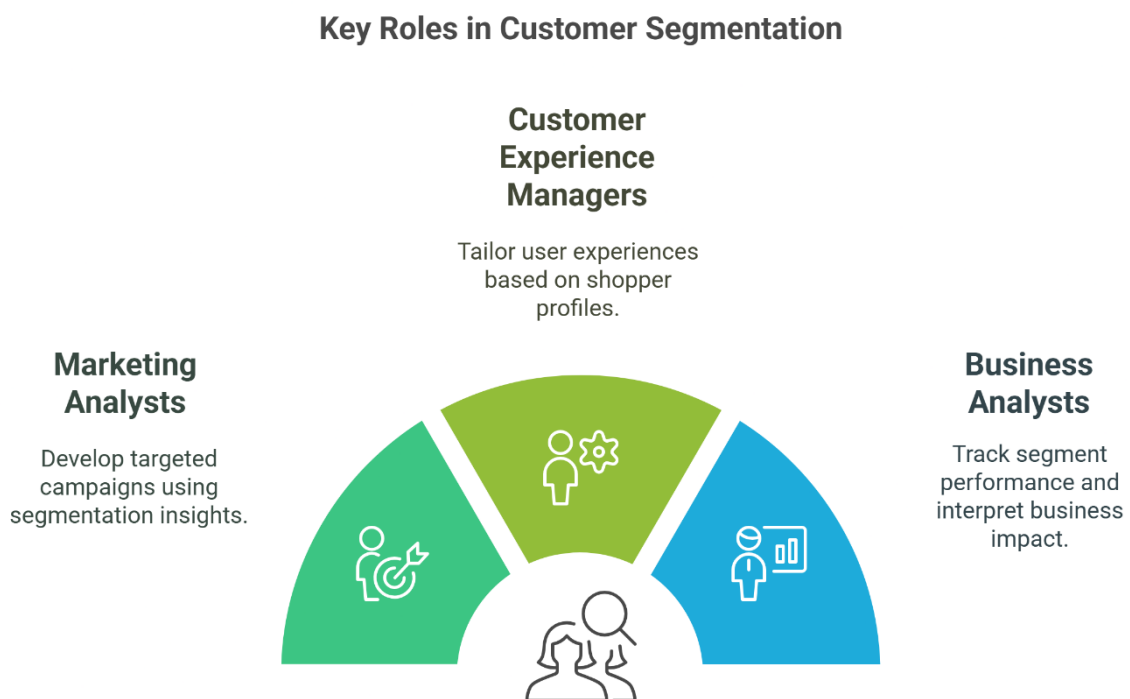 Key Roles in Customer Segmentation
Customer
Experience
Managers
Tailor user experiences
based on shopper
profiles.
Marketing
Analysts
Develop targeted
campaigns using
segmentation insights.
Business
Analysts
Track segment
performance and
interpret business
impact.